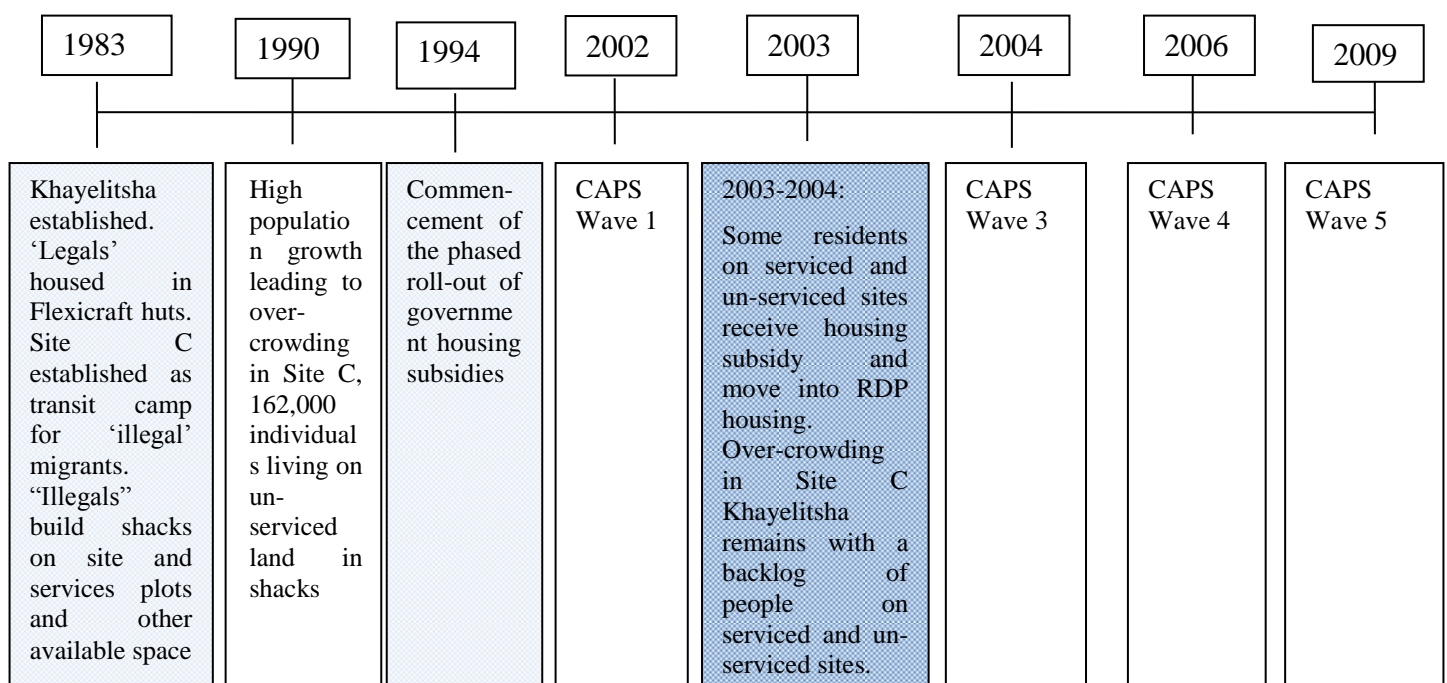 1983
1990
1994
2002
2003
2004
2006
2009
Khayelitsha
established.
‘Legals’
housed in
Flexicraft huts.
Site C
established as
transit camp
for ‘illegal’
migrants.
“Illegals”
build shacks
on site and
services plots
and other
available space
High
populatio
n growth
leading to
over-
crowding
in Site C,
162,000
individual
s living on
un-
serviced
land in
shacks
Commen-
cement of
the phased
roll-out of
governme
nt housing
subsidies
CAPS
Wave 1
2003-2004:
Some residents
on serviced and
un-serviced sites
receive housing
subsidy and
move into RDP
housing.
Over-crowding
in Site C
Khayelitsha
remains with a
backlog of
people on
serviced and un-
serviced sites.
CAPS
Wave 3
CAPS
Wave 4
CAPS
Wave 5